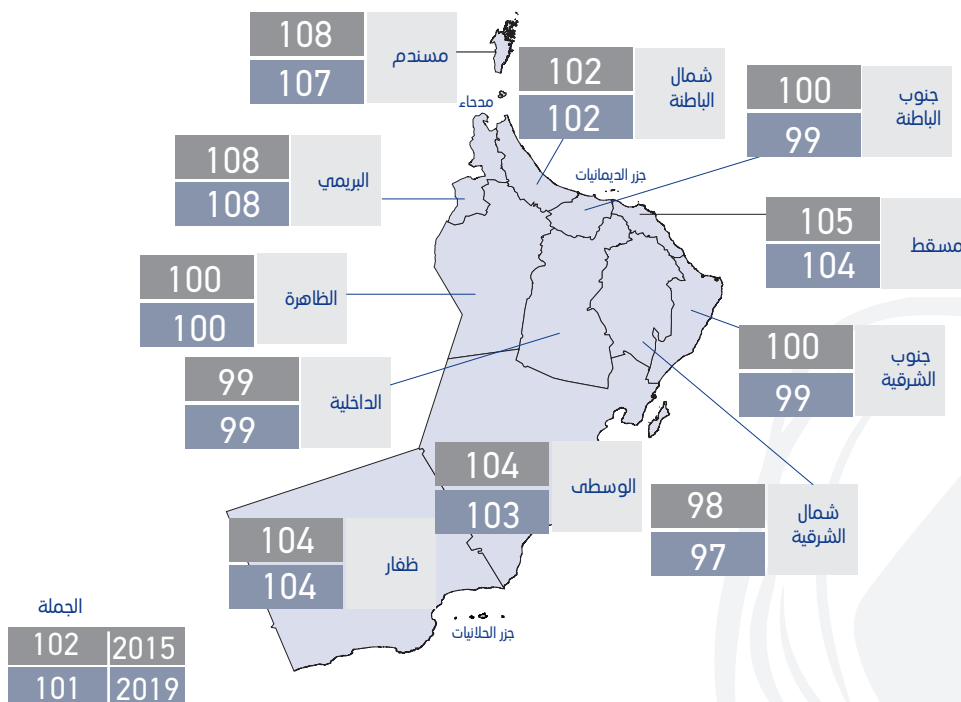 108
107
مسندم
102
102
شمال
الباطنة
100
99
جنوب
الباطنة
مدحاء
108
108
البريمي
جزر الديمانيات
105
104
مسقط
100
100
الظاهرة
100
99
جنوب
الشرقية
99
99
الداخلية
104
103
الوسطى
98
97
شمال
الشرقية
104
104
ظفار
جزر الحلانيات
الجملة
102 2015
101 2019